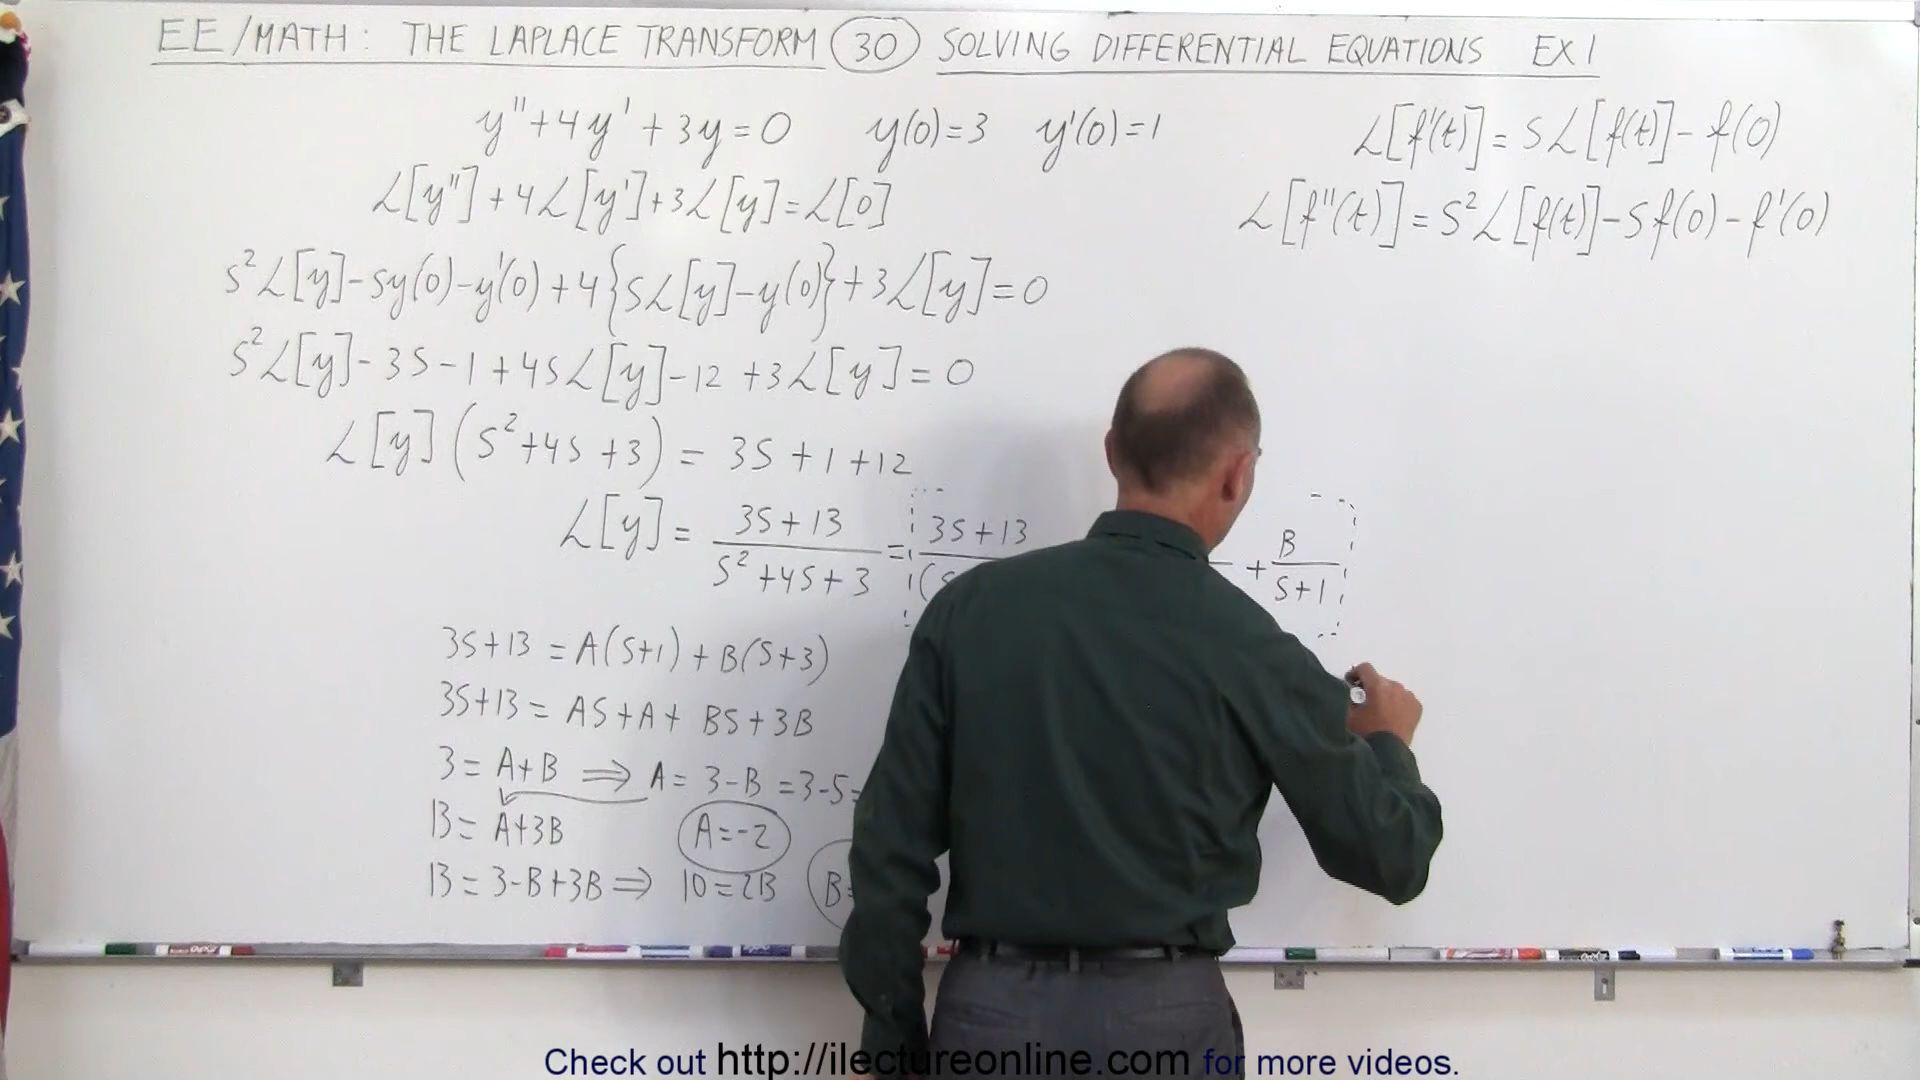 EE/MATH: THE LAPLACE TRANSFORM 30 SOLVING DIFFERENTIAL EQUATIONS EX 1
y''+4y'+3y=0 y(0)=3 y'(0)=1
L[f'(t)]=SL[f(t)]-f(0)
L[y'']+4L[y']+3L[y]=L[0]
L[f''(t)]=S²L[f(t)]-Sf(0)-f'(0)
S²L[y]-Sy(0)-y'(0)+4{SL[y]-y(0)}+3L[y]=0
S²L[y]-3S-1+4SL[y]-12+3L[y]=0
L[y](S²+4S+3)=3S+1+12
L[y]=(3S+13)/(S²+4S+3)=3S+13 + B/(S+1)
3S+13=A(S+1)+B(S+3)
3S+13=AS+A+BS+3B
3=A+B⇒A=3-B=3-5=
13=A+3B A=-2
13=3-B+3B⇒10=2B B=
Check out http://ilectureonline.com for more videos.